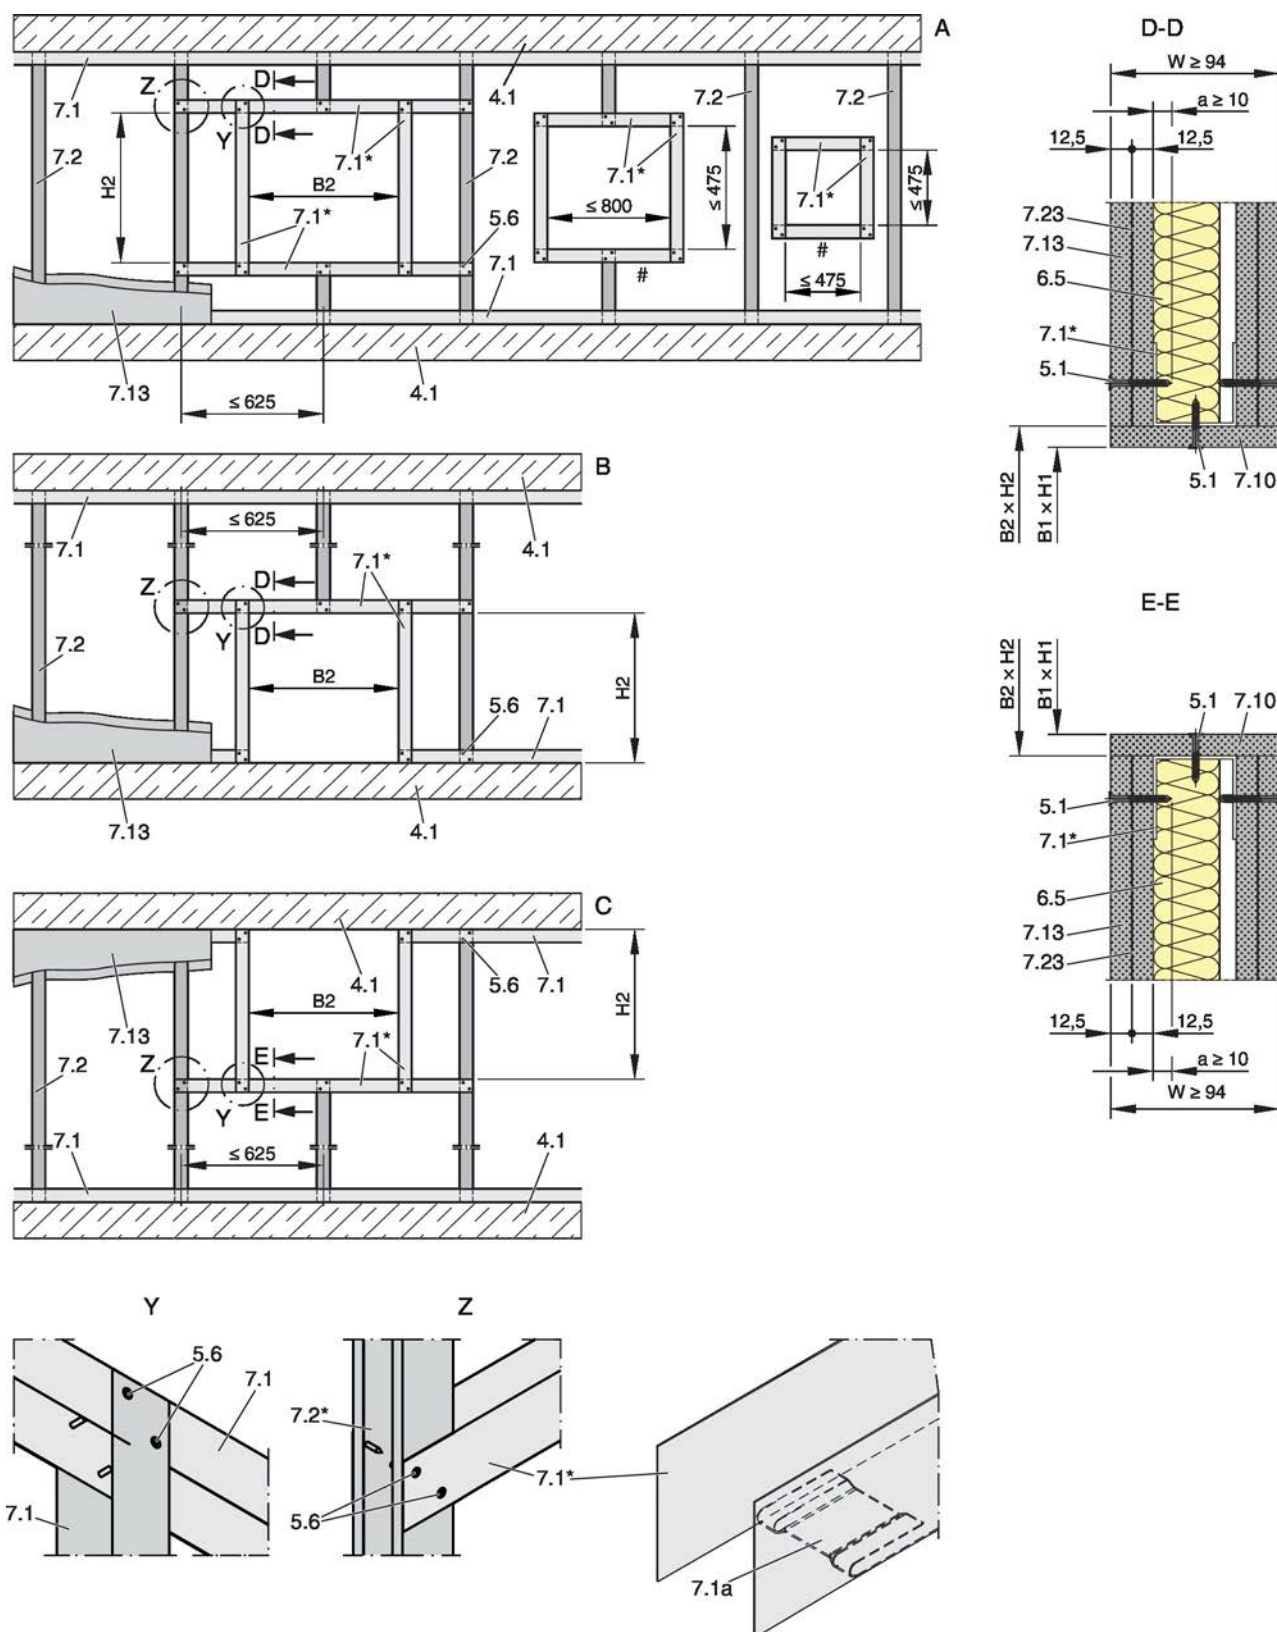 A
4.1
7.1
Z
D
D
Y
7.2
H2
B2
7.1*
7.1*
7.2
5.6
7.1
7.1*
≤ 800
≤ 475
#
7.2
7.2
7.1*
≤ 475
#
≤ 475
7.13
≤ 625
4.1
B
4.1
7.1
≤ 625
Z
D
D
Y
7.1*
7.2
B2
H2
5.6
7.1
7.13
4.1
C
4.1
5.6
7.1
7.13
B2
H2
7.2
Z
E
E
Y
7.1*
7.1
≤ 625
4.1
D-D
W ≥ 94
a ≥ 10
12,5
12,5
7.23
7.13
6.5
7.1*
5.1
5.1
7.10
B2 × H2
B1 × H1
E-E
B2 × H2
B1 × H1
5.1
7.10
5.1
7.1*
6.5
7.13
7.23
12,5
12,5
a ≥ 10
W ≥ 94
Y
5.6
7.1
7.1
Z
7.2*
5.6
7.1*
7.1a